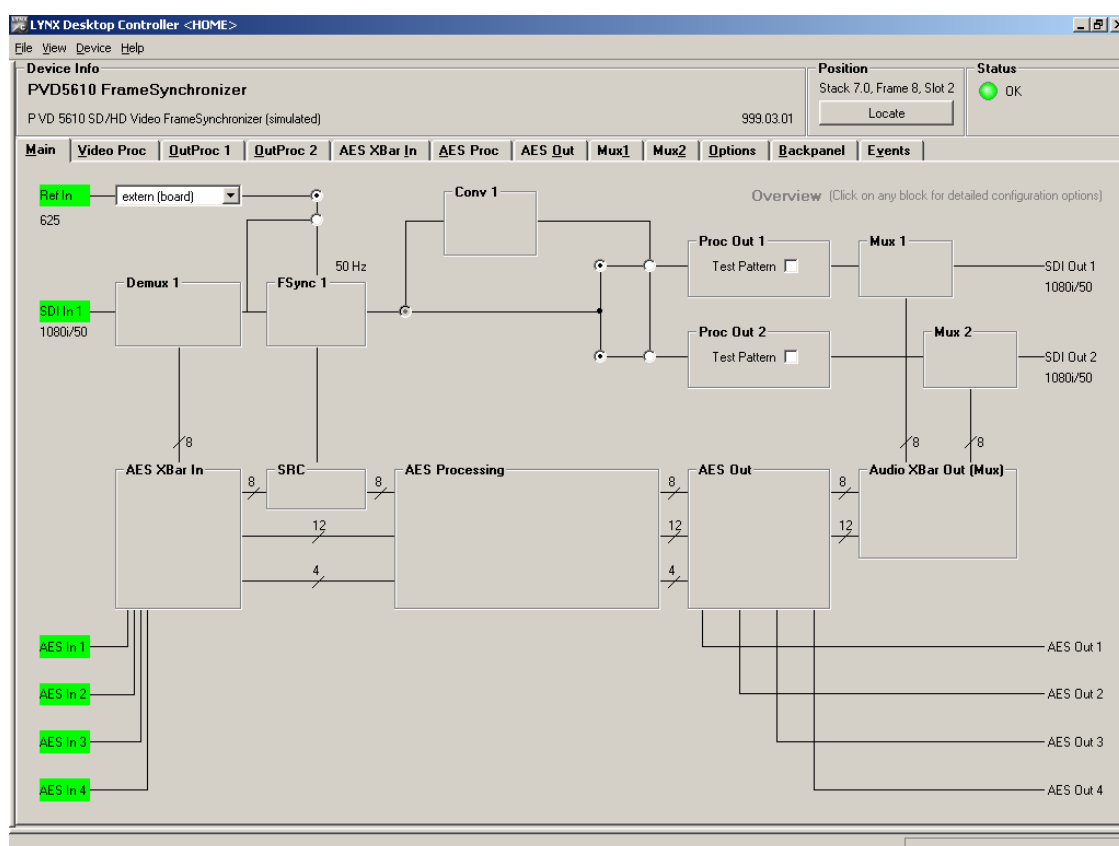 LYNX Desktop Controller <HOME>
File View Device Help
Device Info
PVD5610 FrameSynchronizer
P VD 5610 SD/HD Video FrameSynchronizer (simulated)
999.03.01
Position
Stack 7.0, Frame 8, Slot 2
Locate
Status
OK
Main Video Proc OutProc 1 OutProc 2 AES XBar In AES Proc AES Out Mux1 Mux2 Options Backpanel Events
Ref In
extern (board)
625
Conv 1
Overview (Click on any block for detailed configuration options)
50 Hz
Demux 1
FSync 1
Proc Out 1
Test Pattern
Mux 1
SDI Out 1
1080i/50
SDI In 1
1080i/50
Proc Out 2
Test Pattern
Mux 2
SDI Out 2
1080i/50
8
8
8
AES XBar In
8
SRC
8
AES Processing
8
AES Out
8
Audio XBar Out (Mux)
12
12
12
4
4
AES In 1
AES Out 1
AES In 2
AES Out 2
AES In 3
AES Out 3
AES In 4
AES Out 4